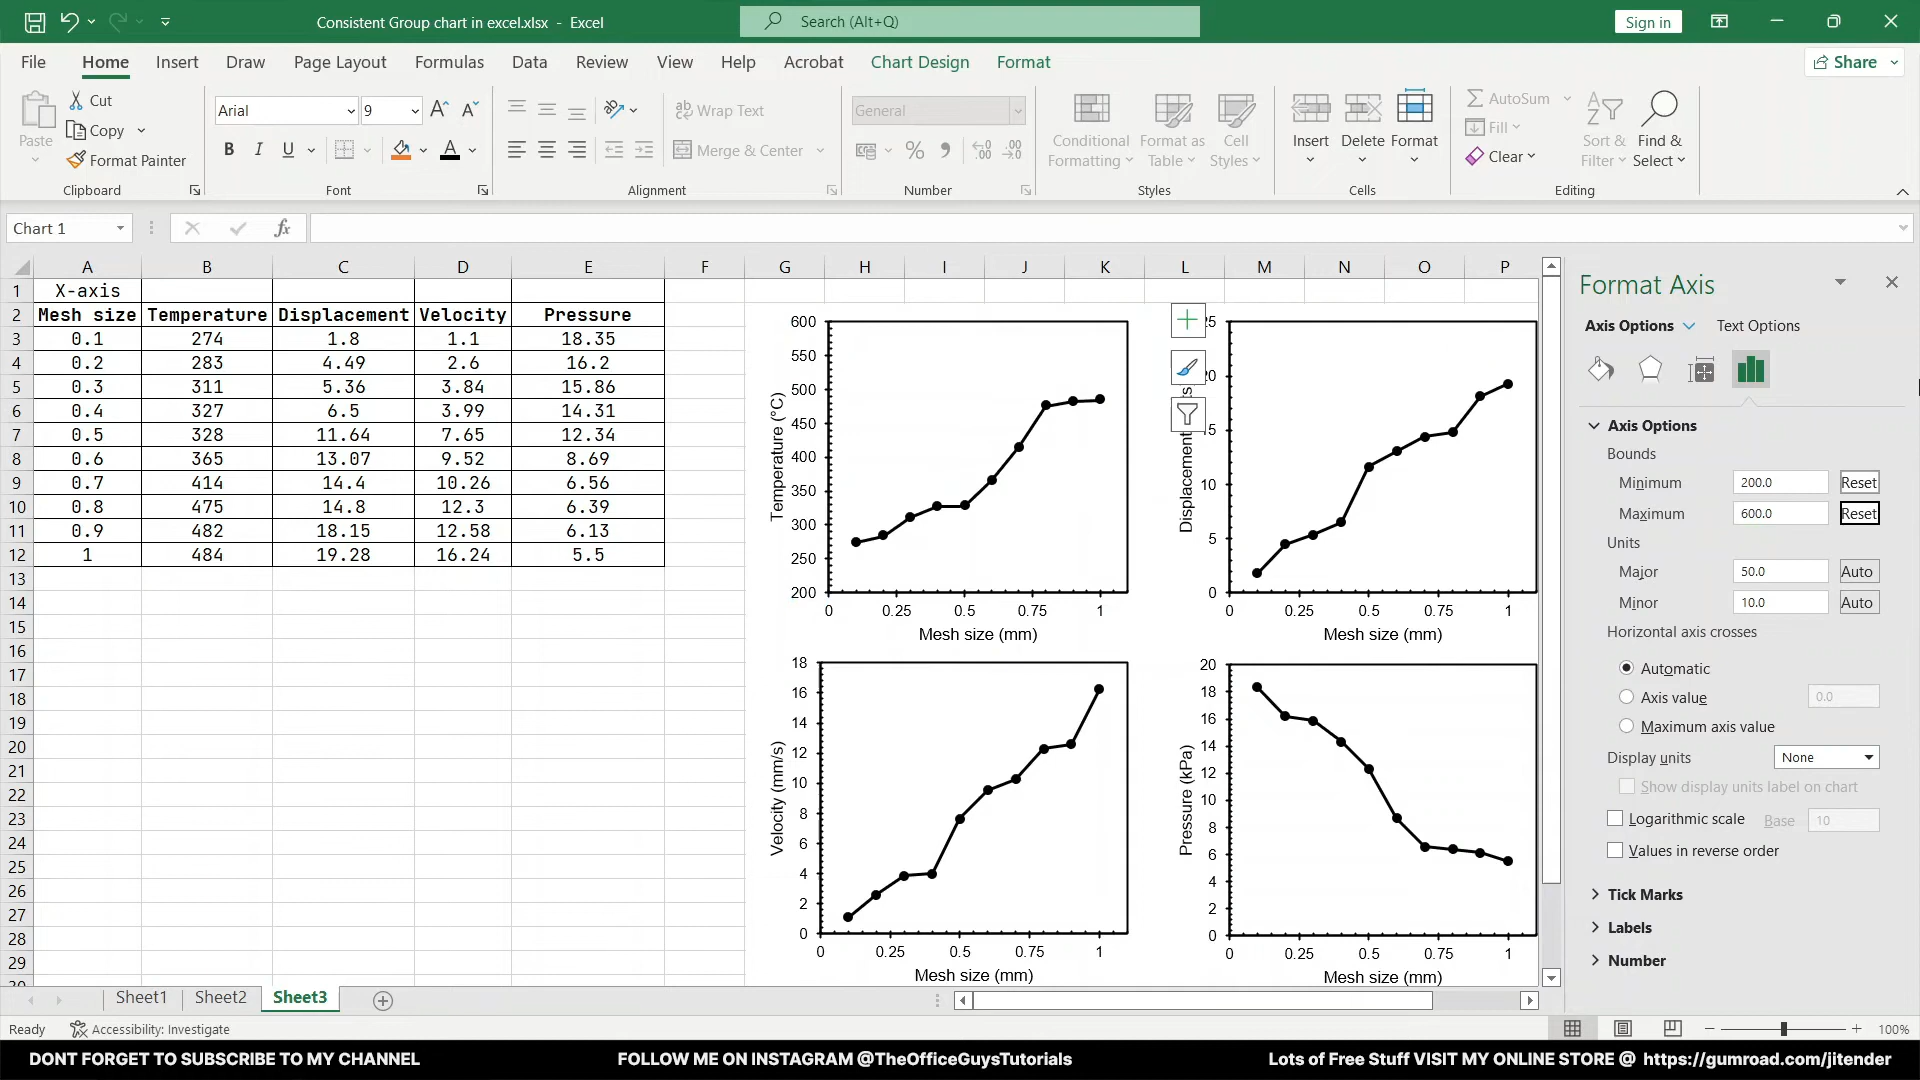 Consistent Group chart in excel.xlsx - Excel
Search (Alt+Q)
Sign in
File Home Insert Draw Page Layout Formulas Data Review View Help Acrobat Chart Design Format Share
Paste
Cut
Copy
Format Painter
Clipboard
Arial 9
B I U
Font
Wrap Text
Merge & Center
Alignment
General
Number
Conditional Formatting
Format as Table
Cell Styles
Styles
Insert Delete Format
Cells
AutoSum
Fill
Clear
Sort & Filter
Find & Select
Editing
Chart 1
fx
A B C D E F G H I J K L M N O P
1 X-axis
2 Mesh size Temperature Displacement Velocity Pressure
3 0.1 274 1.8 1.1 18.35
4 0.2 283 4.49 2.6 16.2
5 0.3 311 5.36 3.84 15.86
6 0.4 327 6.5 3.99 14.31
7 0.5 328 11.64 7.65 12.34
8 0.6 365 13.07 9.52 8.69
9 0.7 414 14.4 10.26 6.56
10 0.8 475 14.8 12.3 6.39
11 0.9 482 18.15 12.58 6.13
12 1 484 19.28 16.24 5.5
13
14
15
16
17
18
19
20
21
22
23
24
25
26
27
28
29
600
550
500
450
400
350
300
250
200
Temperature (°C)
0 0.25 0.5 0.75 1
Mesh size (mm)
10
5
0
Displacement
0 0.25 0.5 0.75 1
Mesh size (mm)
18
16
14
12
10
8
6
4
2
0
Velocity (mm/s)
0 0.25 0.5 0.75 1
Mesh size (mm)
20
18
16
14
12
10
8
6
4
2
0
Pressure (kPa)
0 0.25 0.5 0.75 1
Mesh size (mm)
Format Axis
Axis Options Text Options
Axis Options
Bounds
Minimum 200.0 Reset
Maximum 600.0 Reset
Units
Major 50.0 Auto
Minor 10.0 Auto
Horizontal axis crosses
Automatic
Axis value 0.0
Maximum axis value
Display units None
Show display units label on chart
Logarithmic scale Base 10
Values in reverse order
Tick Marks
Labels
Number
Sheet1 Sheet2 Sheet3
Ready Accessibility: Investigate 100%
DONT FORGET TO SUBSCRIBE TO MY CHANNEL FOLLOW ME ON INSTAGRAM @TheOfficeGuysTutorials Lots of Free Stuff VISIT MY ONLINE STORE @ https://gumroad.com/jitender